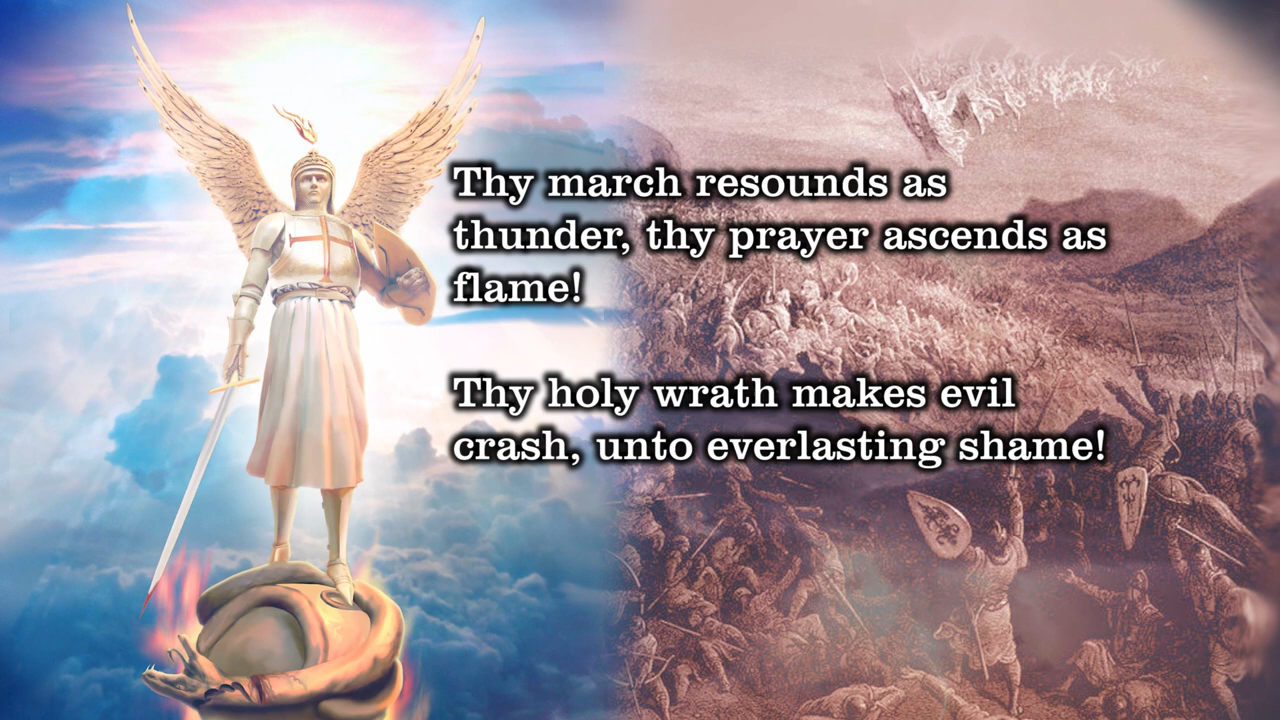 Thy march resounds as
thunder, thy prayer ascends as
flame!
Thy holy wrath makes evil
crash, unto everlasting shame!